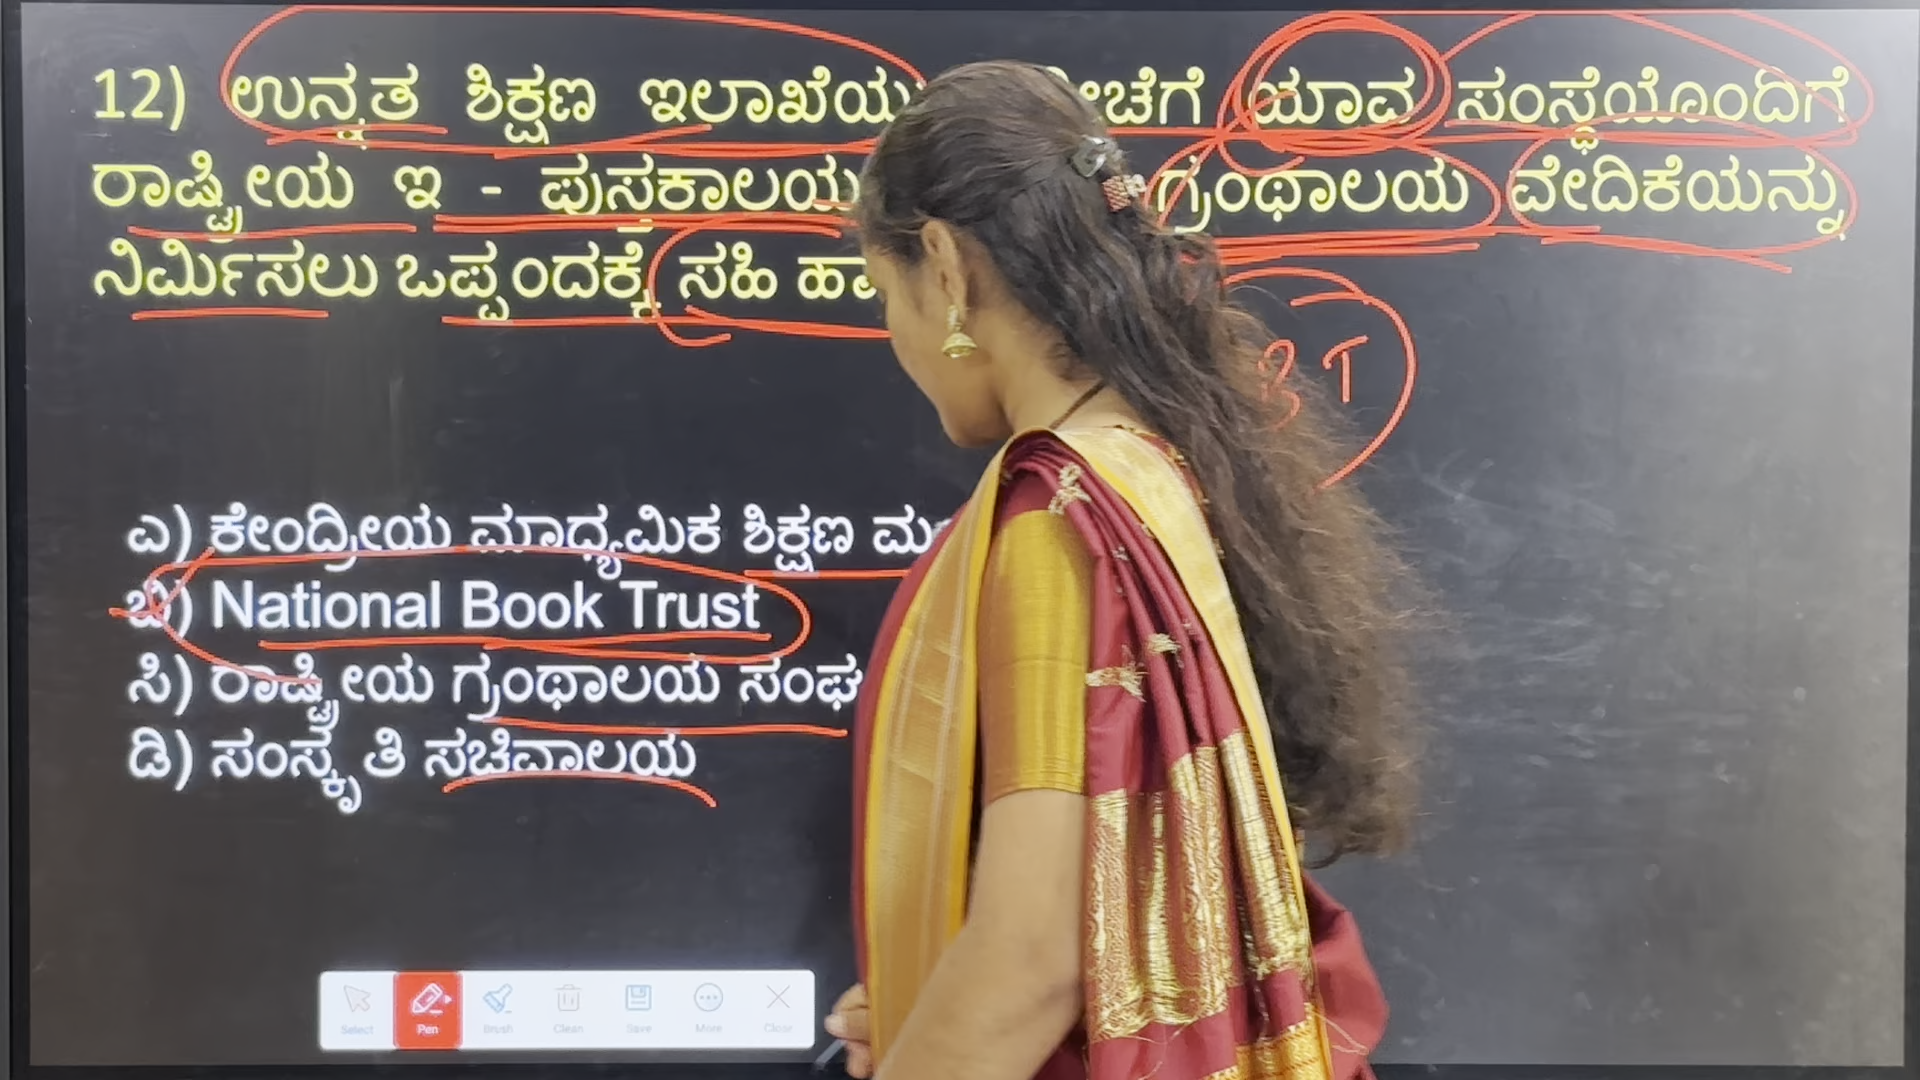 12) ಉನ್ನತ ಶಿಕ್ಷಣ ಇಲಾಖೆಯು ಯಾವ ಸಂಸ್ಥೆಯೊಂದಿಗೆ
ರಾಷ್ಟ್ರೀಯ ಇ - ಪುಸ್ತಕಾಲಯ ಗ್ರಂಥಾಲಯ ವೇದಿಕೆಯನ್ನು
ನಿರ್ಮಿಸಲು ಒಪ್ಪಂದಕ್ಕೆ ಸಹಿ
B T
ಎ) ಕೇಂದ್ರೀಯ ಮಾಧ್ಯಮಿಕ ಶಿಕ್ಷಣ
ಬಿ) National Book Trust
ಸಿ) ರಾಷ್ಟ್ರೀಯ ಗ್ರಂಥಾಲಯ ಸಂಘ
ಡಿ) ಸಂಸ್ಕೃತಿ ಸಚಿವಾಲಯ
Select Pen Brush Clean Save More Close